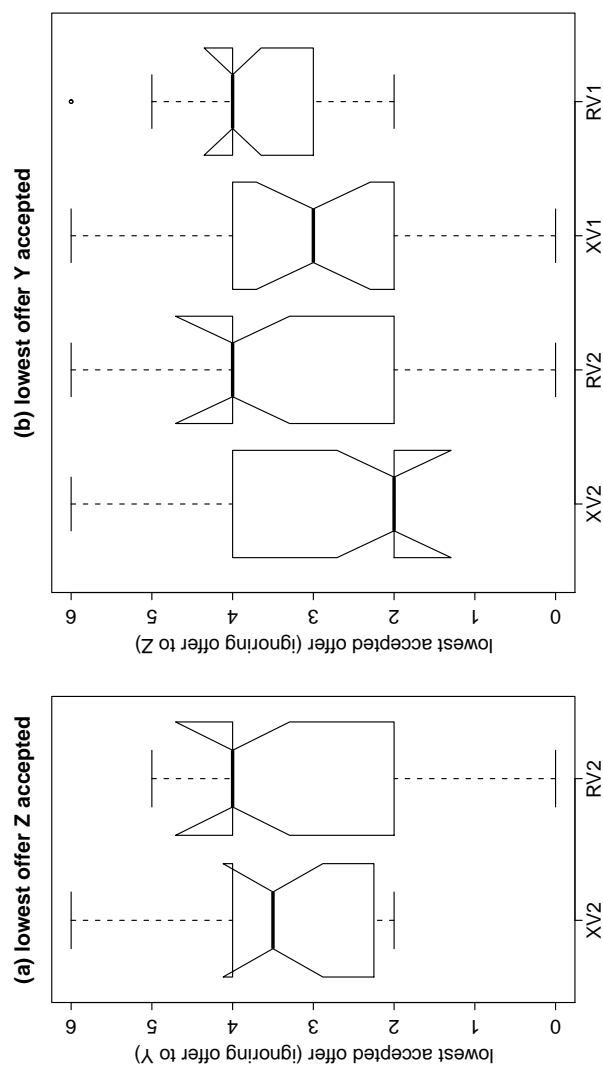 (a) lowest offer Z accepted
lowest accepted offer (ignoring offer to Y)
6
5
4
3
2
1
0
XV2
RV2
(b) lowest offer Y accepted
lowest accepted offer (ignoring offer to Z)
6
5
4
3
2
1
0
XV2
RV2
XV1
RV1